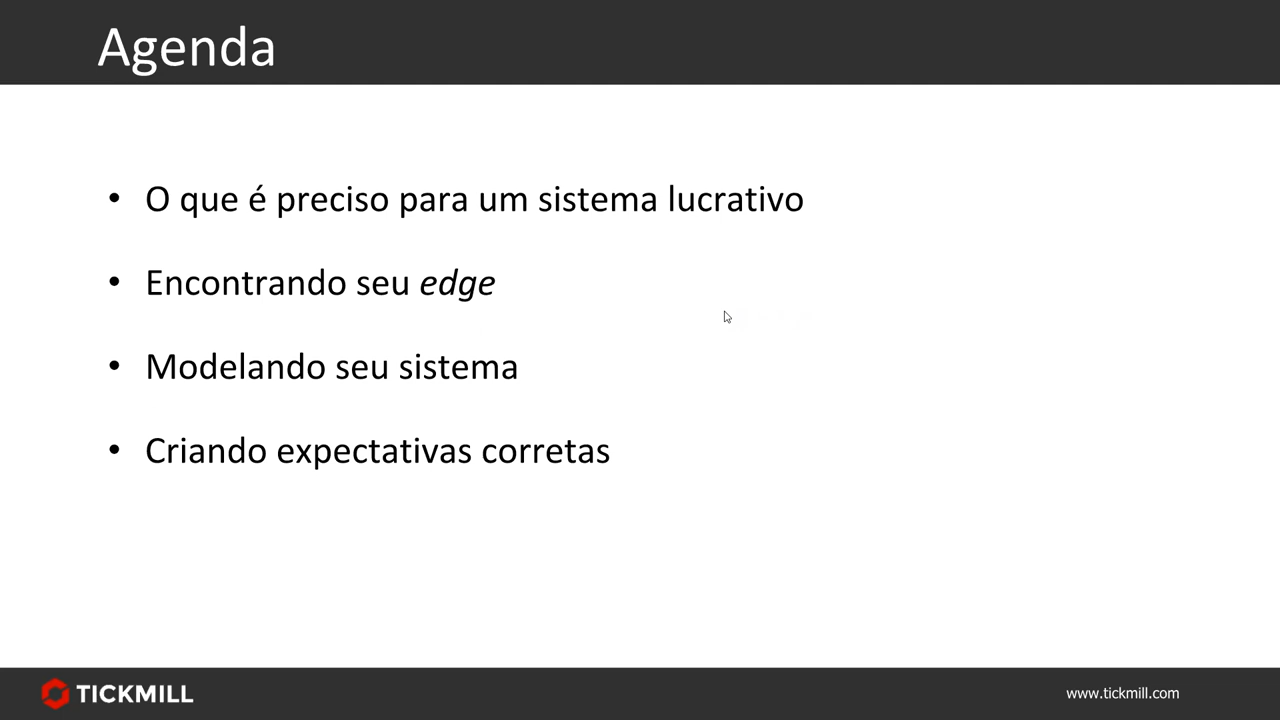 Agenda
• O que é preciso para um sistema lucrativo
• Encontrando seu edge
• Modelando seu sistema
• Criando expectativas corretas
TICKMILL
www.tickmill.com